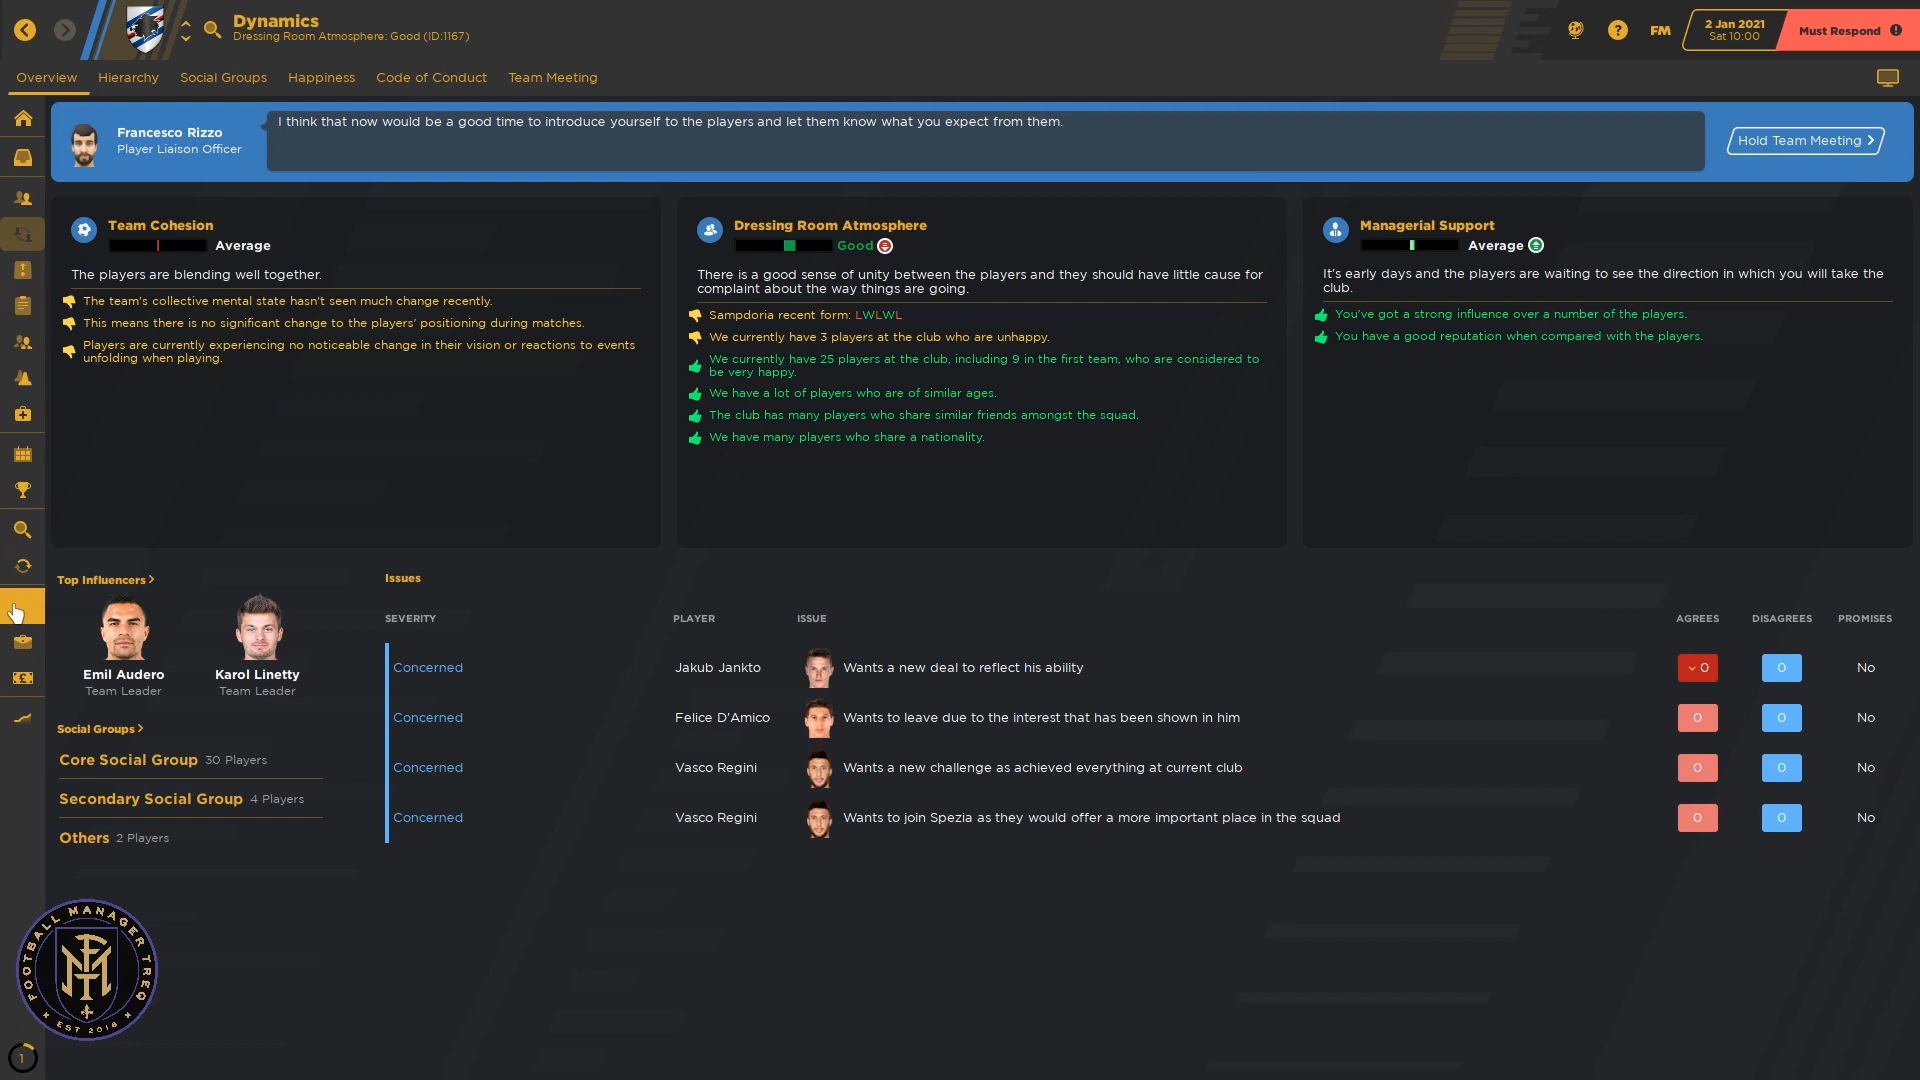 Dynamics
Dressing Room Atmosphere: Good (ID:1167)
FM
2 Jan 2021
Sat 10:00
Must Respond
Overview
Hierarchy
Social Groups
Happiness
Code of Conduct
Team Meeting
Francesco Rizzo
Player Liaison Officer
I think that now would be a good time to introduce yourself to the players and let them know what you expect from them.
Hold Team Meeting
Team Cohesion
Average
The players are blending well together.
The team's collective mental state hasn't seen much change recently.
This means there is no significant change to the players' positioning during matches.
Players are currently experiencing no noticeable change in their vision or reactions to events
unfolding when playing.
Dressing Room Atmosphere
Good
There is a good sense of unity between the players and they should have little cause for
complaint about the way things are going.
Sampdoria recent form: LWLWL
We currently have 3 players at the club who are unhappy.
We currently have 25 players at the club, including 9 in the first team, who are considered to
be very happy.
We have a lot of players who are of similar ages.
The club has many players who share similar friends amongst the squad.
We have many players who share a nationality.
Managerial Support
Average
It's early days and the players are waiting to see the direction in which you will take the
club.
You've got a strong influence over a number of the players.
You have a good reputation when compared with the players.
Top Influencers
Emil Audero
Team Leader
Karol Linetty
Team Leader
Social Groups
Core Social Group 30 Players
Secondary Social Group 4 Players
Others 2 Players
Issues
SEVERITY PLAYER ISSUE AGREES DISAGREES PROMISES
Concerned Jakub Jankto Wants a new deal to reflect his ability 0 0 No
Concerned Felice D'Amico Wants to leave due to the interest that has been shown in him 0 0 No
Concerned Vasco Regini Wants a new challenge as achieved everything at current club 0 0 No
Concerned Vasco Regini Wants to join Spezia as they would offer a more important place in the squad 0 0 No
FOOTBALL MANAGER TREQ
EST 2018
1